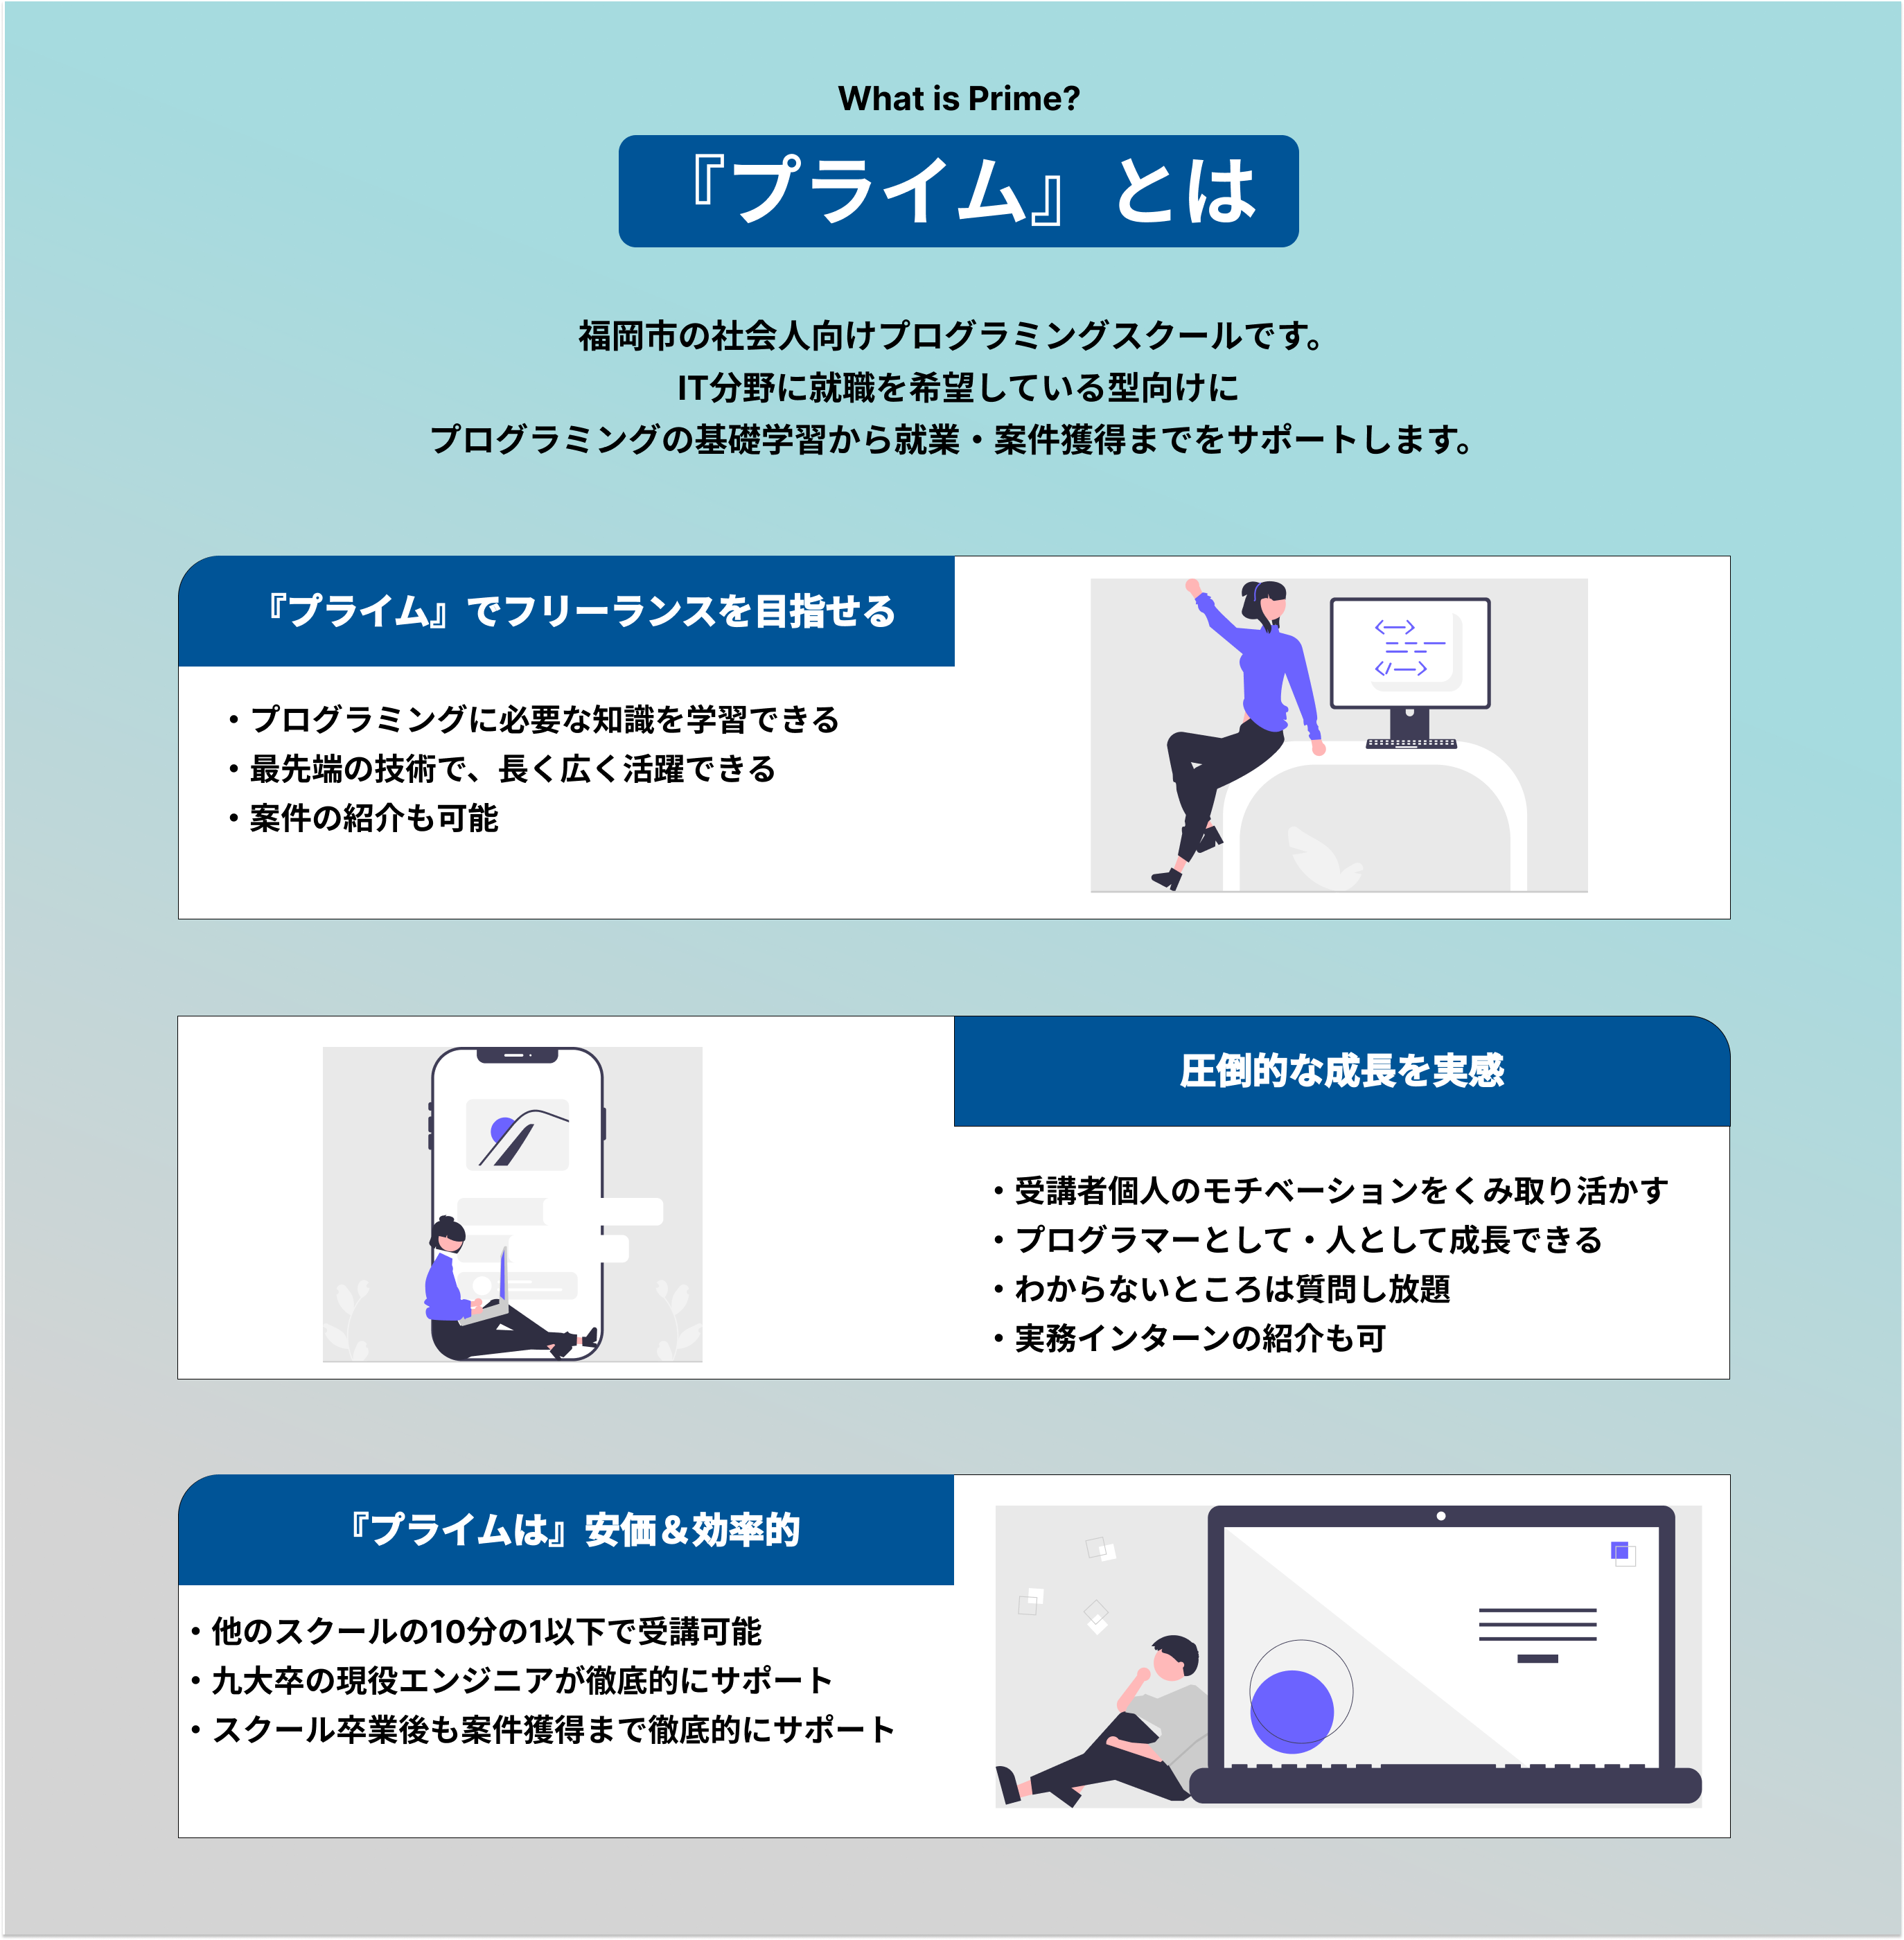 What is Prime?
『プライム』とは
福岡市の社会人向けプログラミングスクールです。
IT分野に就職を希望している型向けに
プログラミングの基礎学習から就業・案件獲得までをサポートします。
『プライム』でフリーランスを目指せる
・プログラミングに必要な知識を学習できる
・最先端の技術で、長く広く活躍できる
・案件の紹介も可能
圧倒的な成長を実感
・受講者個人のモチベーションをくみ取り活かす
・プログラマーとして・人として成長できる
・わからないところは質問し放題
・実務インターンの紹介も可
『プライムは』安価＆効率的
・他のスクールの10分の1以下で受講可能
・九大卒の現役エンジニアが徹底的にサポート
・スクール卒業後も案件獲得まで徹底的にサポート